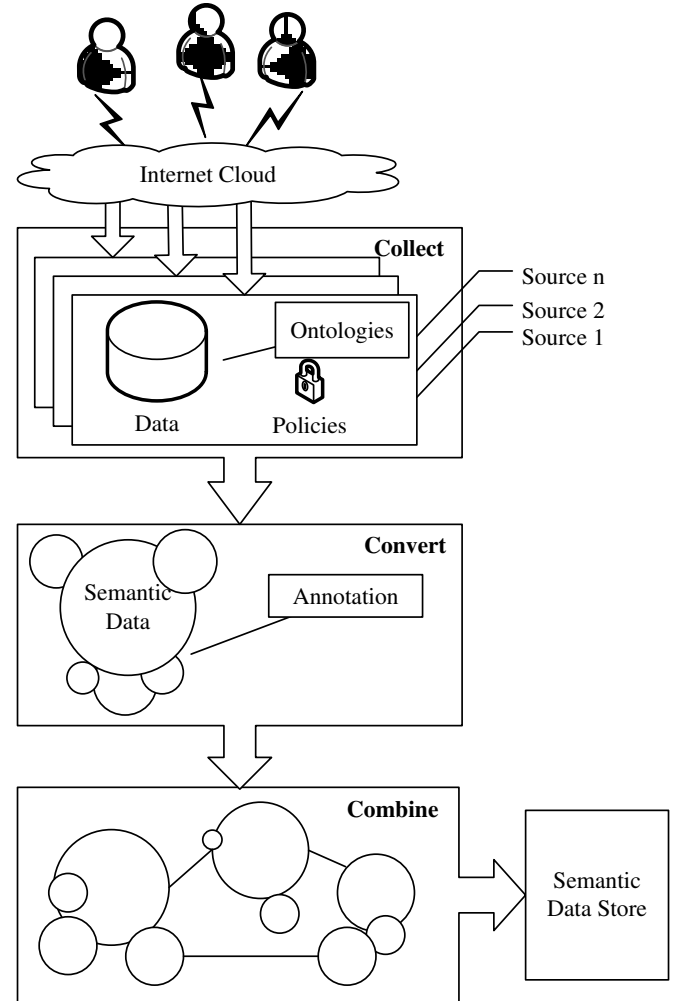 Internet Cloud
Collect
Source n
Source 2
Source 1
Ontologies
Data
Policies
Convert
Semantic
Data
Annotation
Combine
Semantic
Data Store